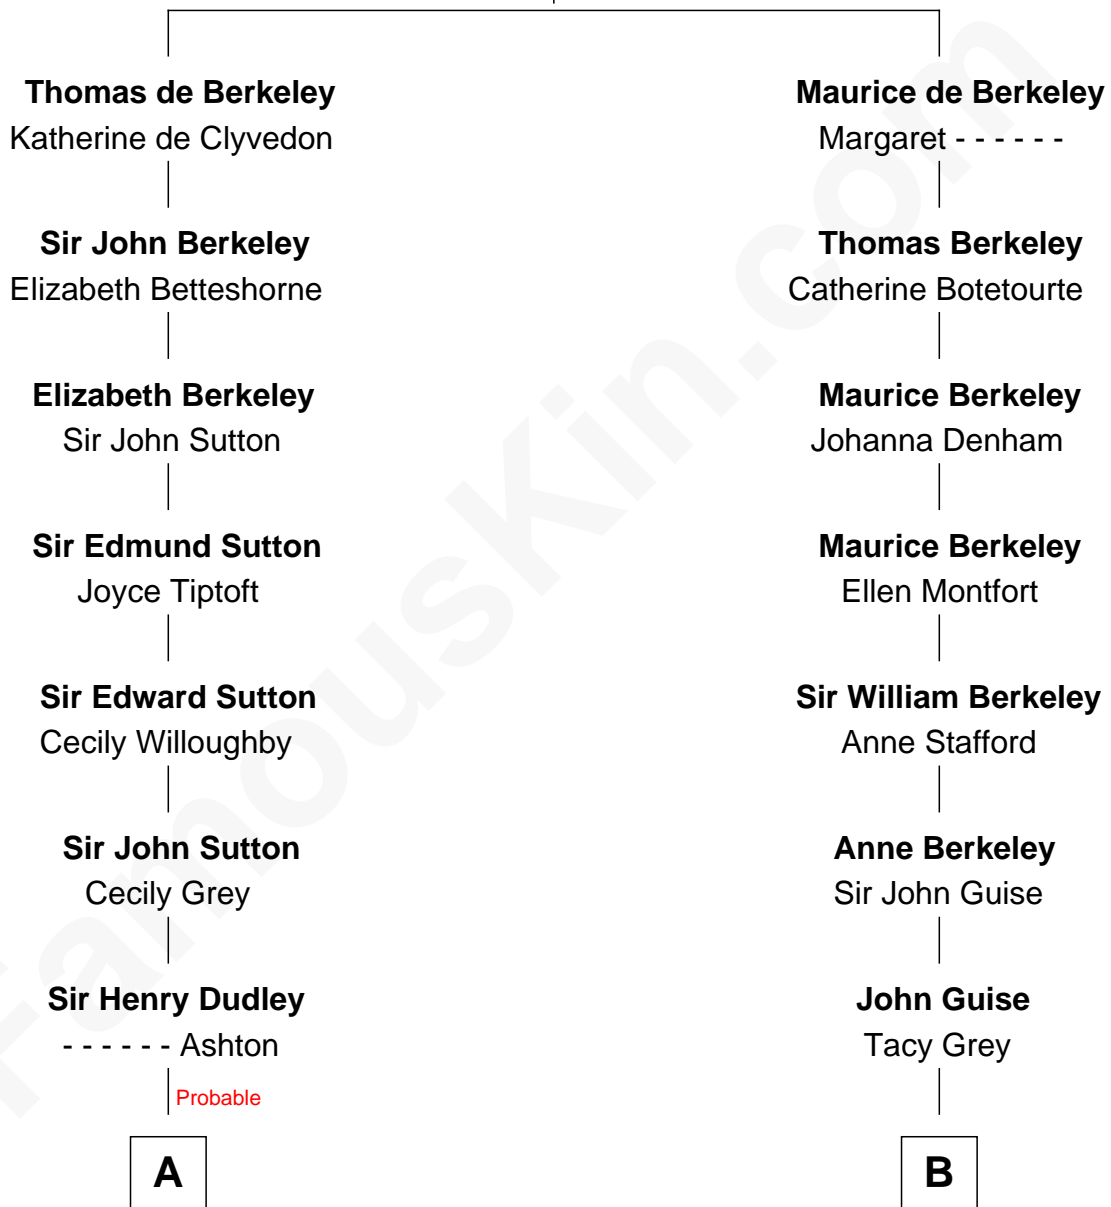 Thomas de Berkeley
Katherine de Clyvedon
Sir John Berkeley
Elizabeth Betteshorne
Elizabeth Berkeley
Sir John Sutton
Sir Edmund Sutton
Joyce Tiptoft
Sir Edward Sutton
Cecily Willoughby
Sir John Sutton
Cecily Grey
Sir Henry Dudley
- - - - - - Ashton
Probable
A
Maurice de Berkeley
Margaret - - - - - -
Thomas Berkeley
Catherine Botetourte
Maurice Berkeley
Johanna Denham
Maurice Berkeley
Ellen Montfort
Sir William Berkeley
Anne Stafford
Anne Berkeley
Sir John Guise
John Guise
Tacy Grey
B
FamousKin.com